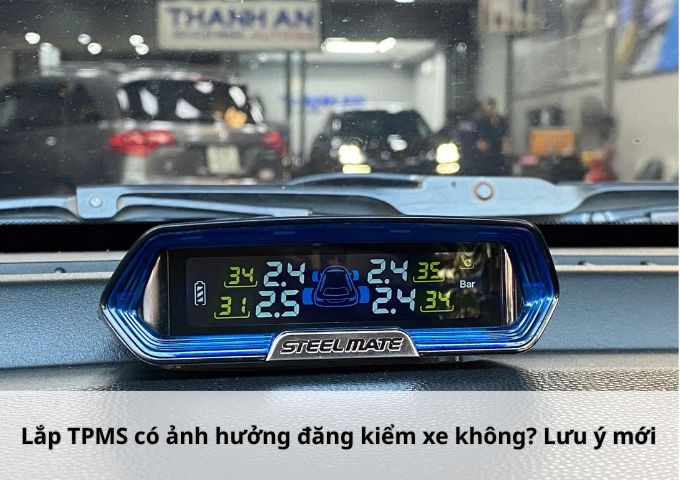 THANH AN
34 2.4 2.4 35 °C
31 2.5 2.4 34 Bar
STEELMATE
Lắp TPMS có ảnh hưởng đăng kiểm xe không? Lưu ý mới